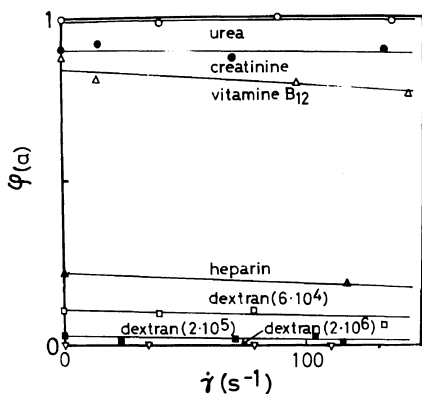 1
urea
creatinine
vitamine B12
φ(a)
heparin
dextran(6·10⁴)
dextran(2·10⁵) dextran(2·10⁶)
0
0 100
γ̇ (s⁻¹)